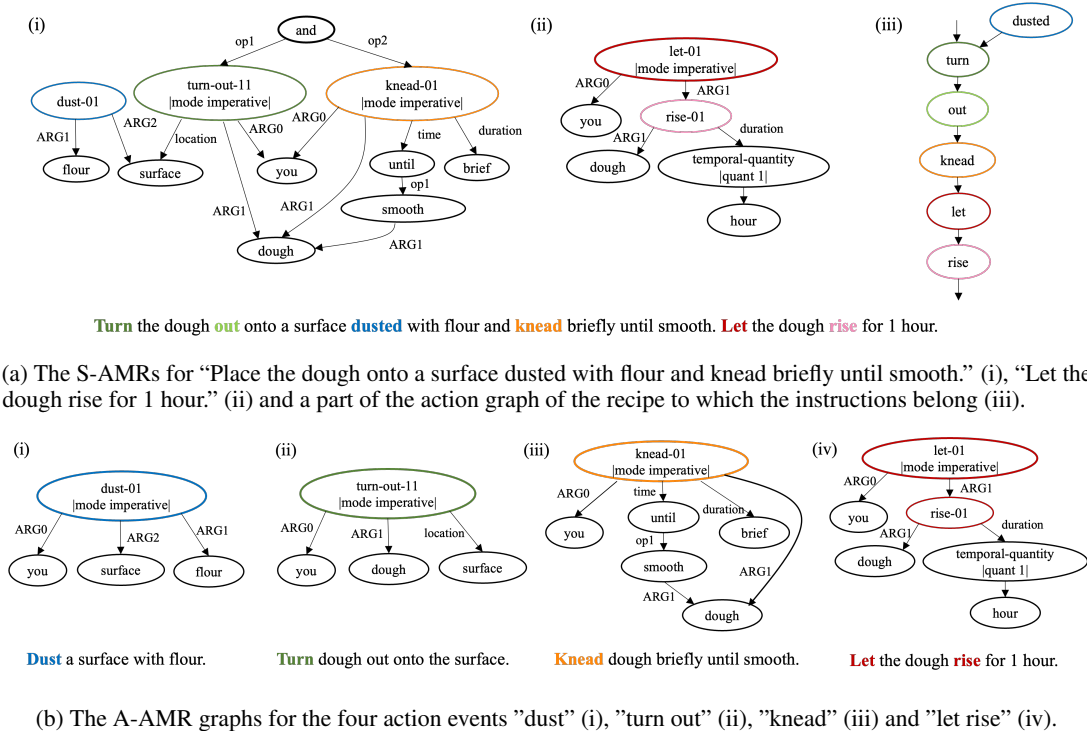 (i)
and
op1
op2
dust-01
turn-out-11
|mode imperative|
knead-01
|mode imperative|
ARG1
ARG2
location
ARG0
ARG0
time
duration
flour
surface
you
until
brief
op1
smooth
ARG1
ARG1
ARG1
dough
(ii)
let-01
|mode imperative|
ARG0
ARG1
you
rise-01
ARG1
duration
dough
temporal-quantity
|quant 1|
hour
(iii)
dusted
turn
out
knead
let
rise
Turn the dough out onto a surface dusted with flour and knead briefly until smooth. Let the dough rise for 1 hour.
(a) The S-AMRs for “Place the dough onto a surface dusted with flour and knead briefly until smooth.” (i), “Let the
dough rise for 1 hour.” (ii) and a part of the action graph of the recipe to which the instructions belong (iii).
(i)
dust-01
|mode imperative|
ARG0
ARG2
ARG1
you
surface
flour
Dust a surface with flour.
(ii)
turn-out-11
|mode imperative|
ARG0
ARG1
location
you
dough
surface
Turn dough out onto the surface.
(iii)
knead-01
|mode imperative|
ARG0
time
duration
you
until
brief
op1
smooth
ARG1
ARG1
dough
Knead dough briefly until smooth.
(iv)
let-01
|mode imperative|
ARG0
ARG1
you
rise-01
ARG1
duration
dough
temporal-quantity
|quant 1|
hour
Let the dough rise for 1 hour.
(b) The A-AMR graphs for the four action events ”dust” (i), ”turn out” (ii), ”knead” (iii) and ”let rise” (iv).